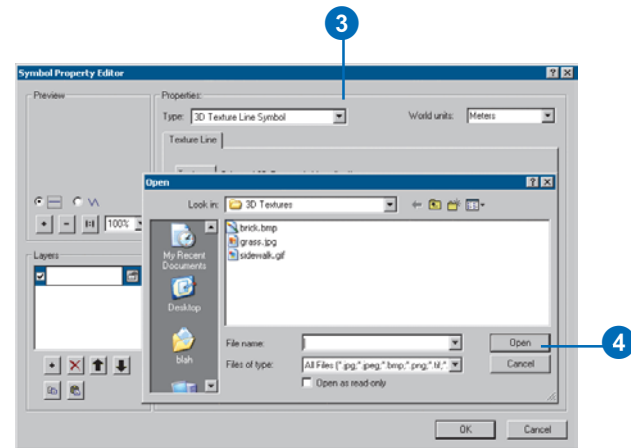 3
Symbol Property Editor
Preview
Properties:
Type: 3D Texture Line Symbol
World units: Meters
Texture Line
Open
Look in: 3D Textures
100%
My Recent Documents
Desktop
blah
brick.bmp
grass.jpg
sidewalk.gif
Layers
File name:
Open
4
Files of type: All Files (*.jpg;*.jpeg;*.bmp;*.png;*.tif,*.
Cancel
Open as read-only
OK
Cancel